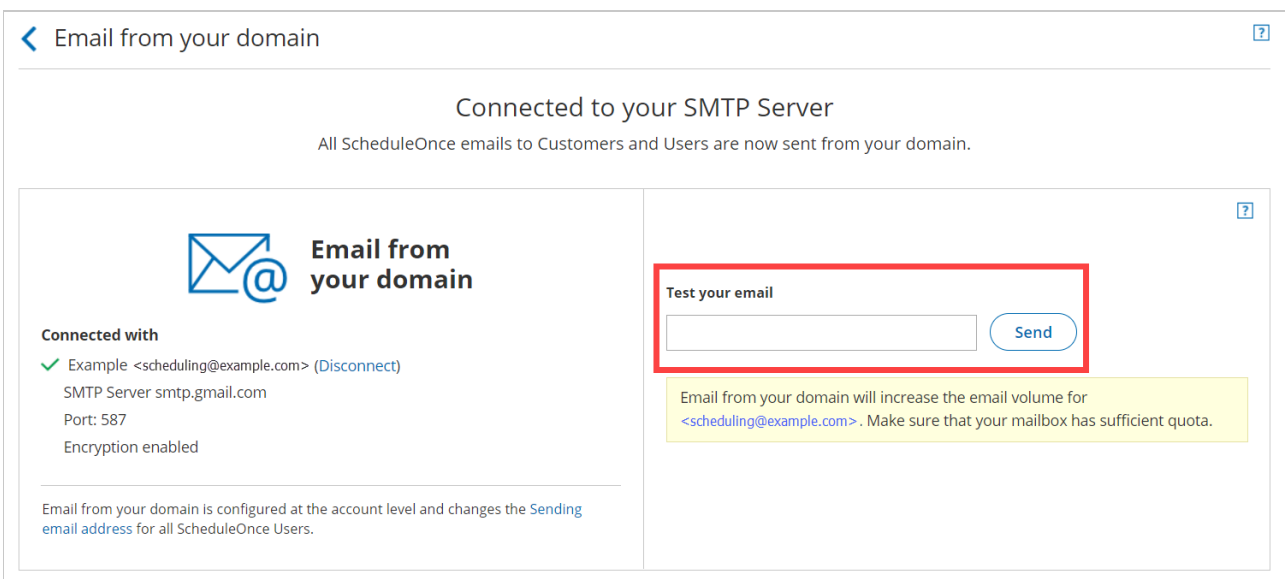 Email from your domain
?
Connected to your SMTP Server
All ScheduleOnce emails to Customers and Users are now sent from your domain.
Email from
your domain
Connected with
Example <scheduling@example.com> (Disconnect)
SMTP Server smtp.gmail.com
Port: 587
Encryption enabled
Email from your domain is configured at the account level and changes the Sending
email address for all ScheduleOnce Users.
?
Test your email
Send
Email from your domain will increase the email volume for
<scheduling@example.com>. Make sure that your mailbox has sufficient quota.